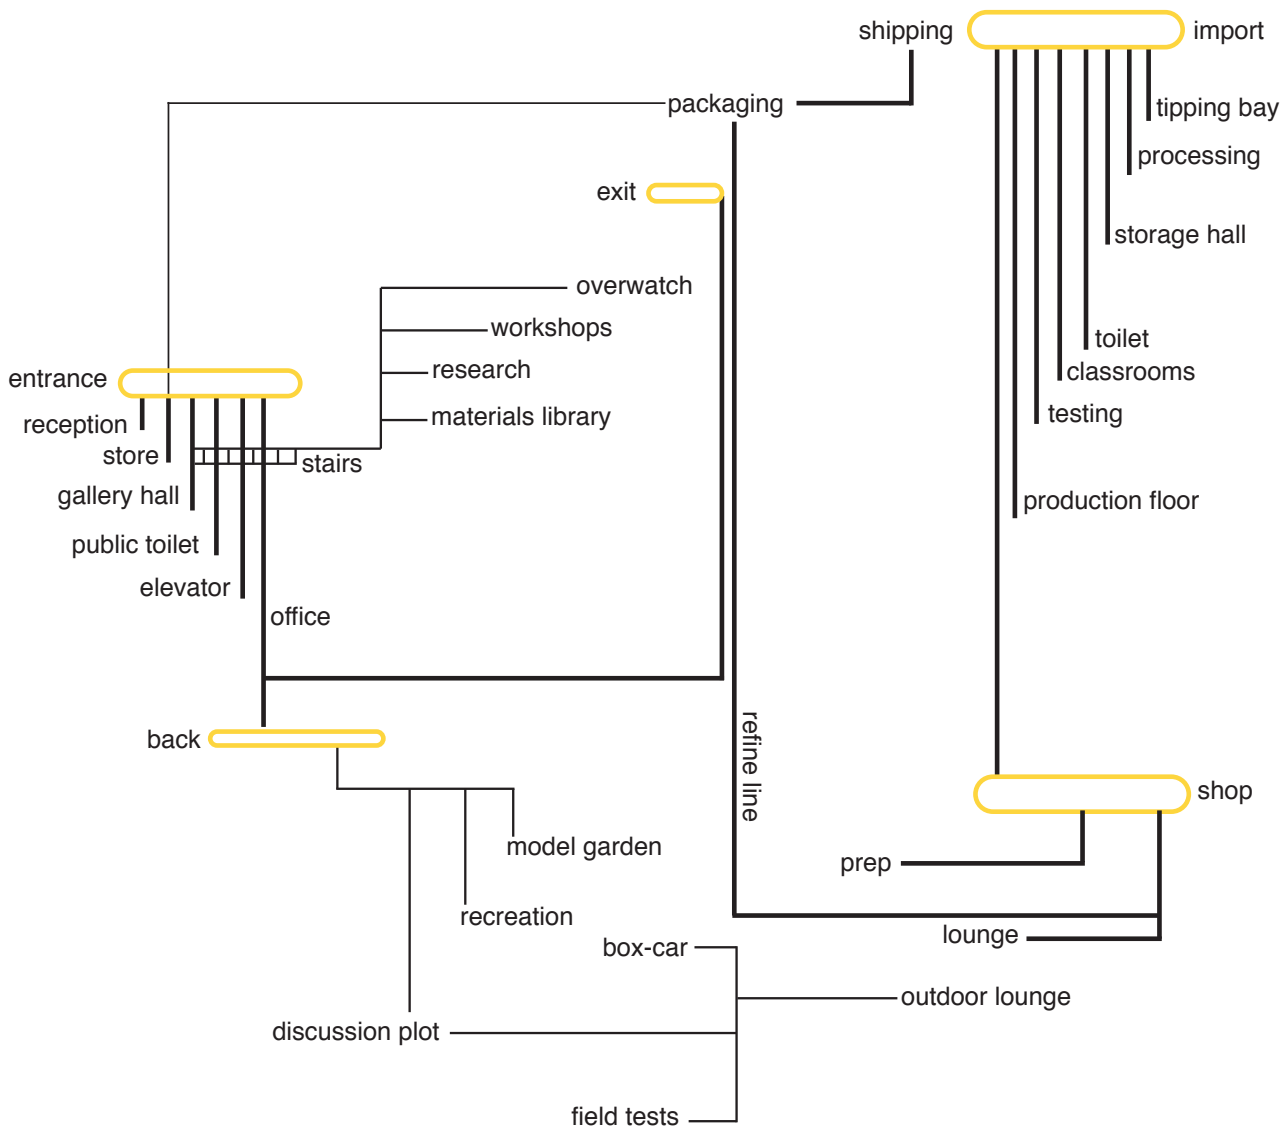 shipping
import
packaging
tipping bay
processing
exit
storage hall
overwatch
workshops
toilet
research
classrooms
entrance
materials library
testing
reception
store
stairs
gallery hall
production floor
public toilet
elevator
office
back
refine line
shop
model garden
prep
recreation
lounge
box-car
outdoor lounge
discussion plot
field tests